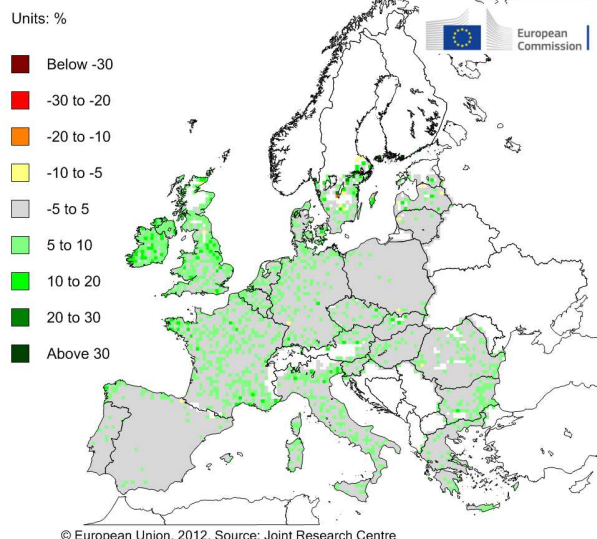 Units: %
Below -30
-30 to -20
-20 to -10
-10 to -5
-5 to 5
5 to 10
10 to 20
20 to 30
Above 30
European
Commission
© European Union, 2012. Source: Joint Research Centre